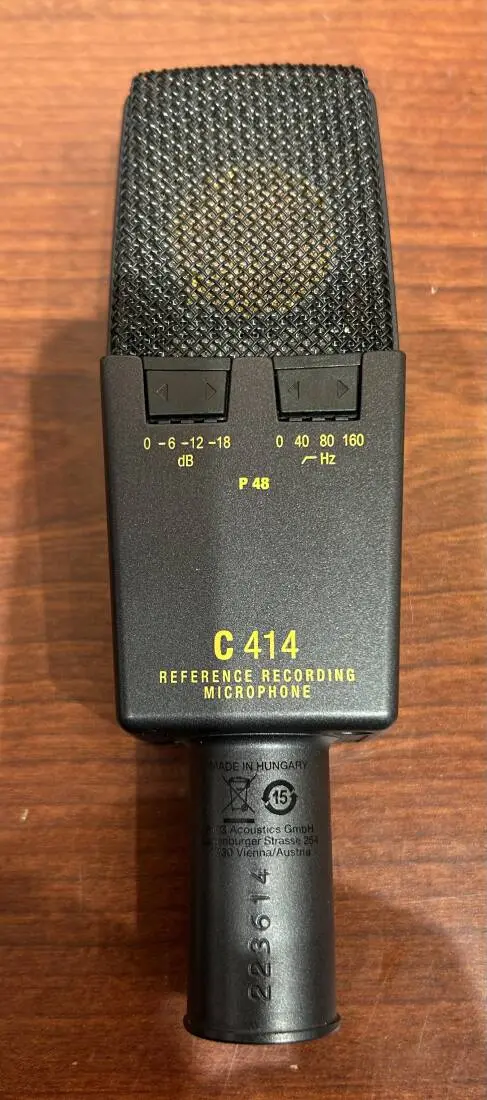 0 -6 -12 -18
dB
0 40 80 160
Hz
P 48
C 414
REFERENCE RECORDING
MICROPHONE
MADE IN HUNGARY
15
Acoustics GmbH
Strasse 254
Vienna/Austria
223614